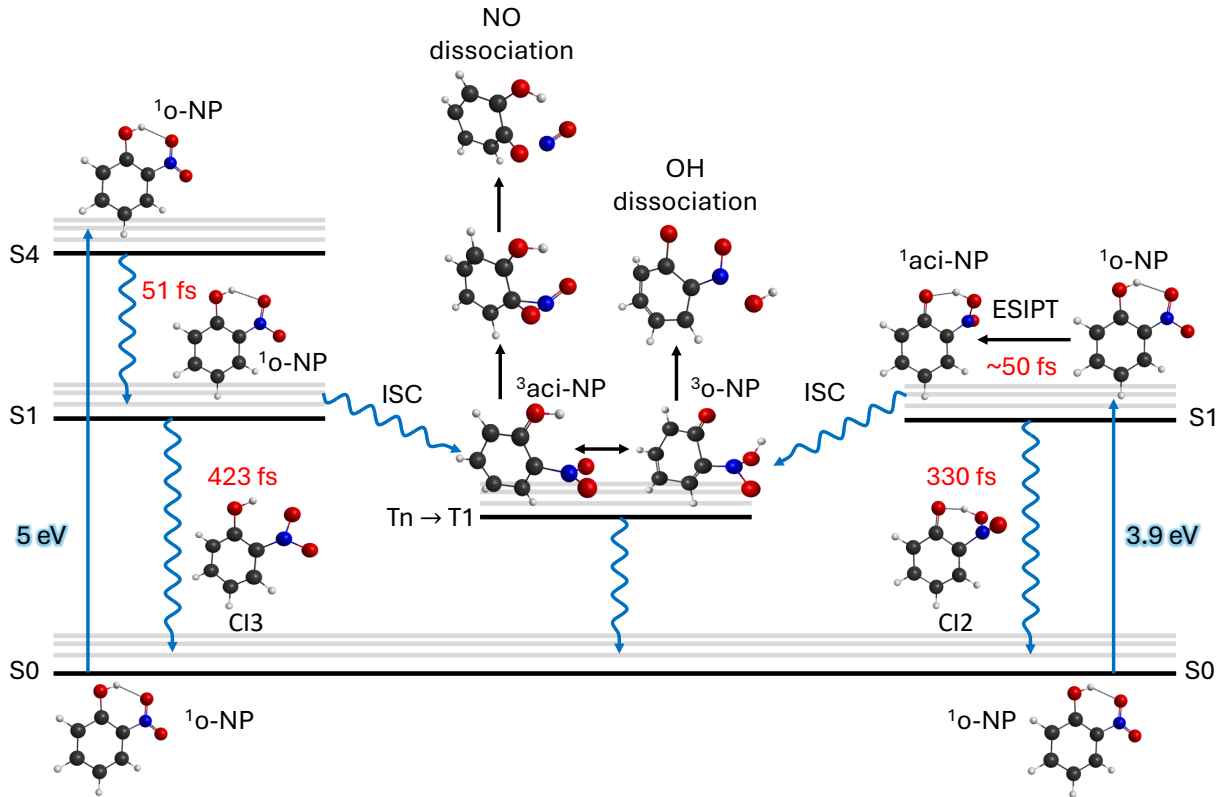 NO
dissociation
¹o-NP
OH
dissociation
S4
¹aci-NP
¹o-NP
51 fs
ESIPT
¹o-NP
~50 fs
ISC
³aci-NP
³o-NP
ISC
S1
S1
423 fs
330 fs
Tn → T1
5 eV
3.9 eV
CI3
CI2
S0
S0
¹o-NP
¹o-NP